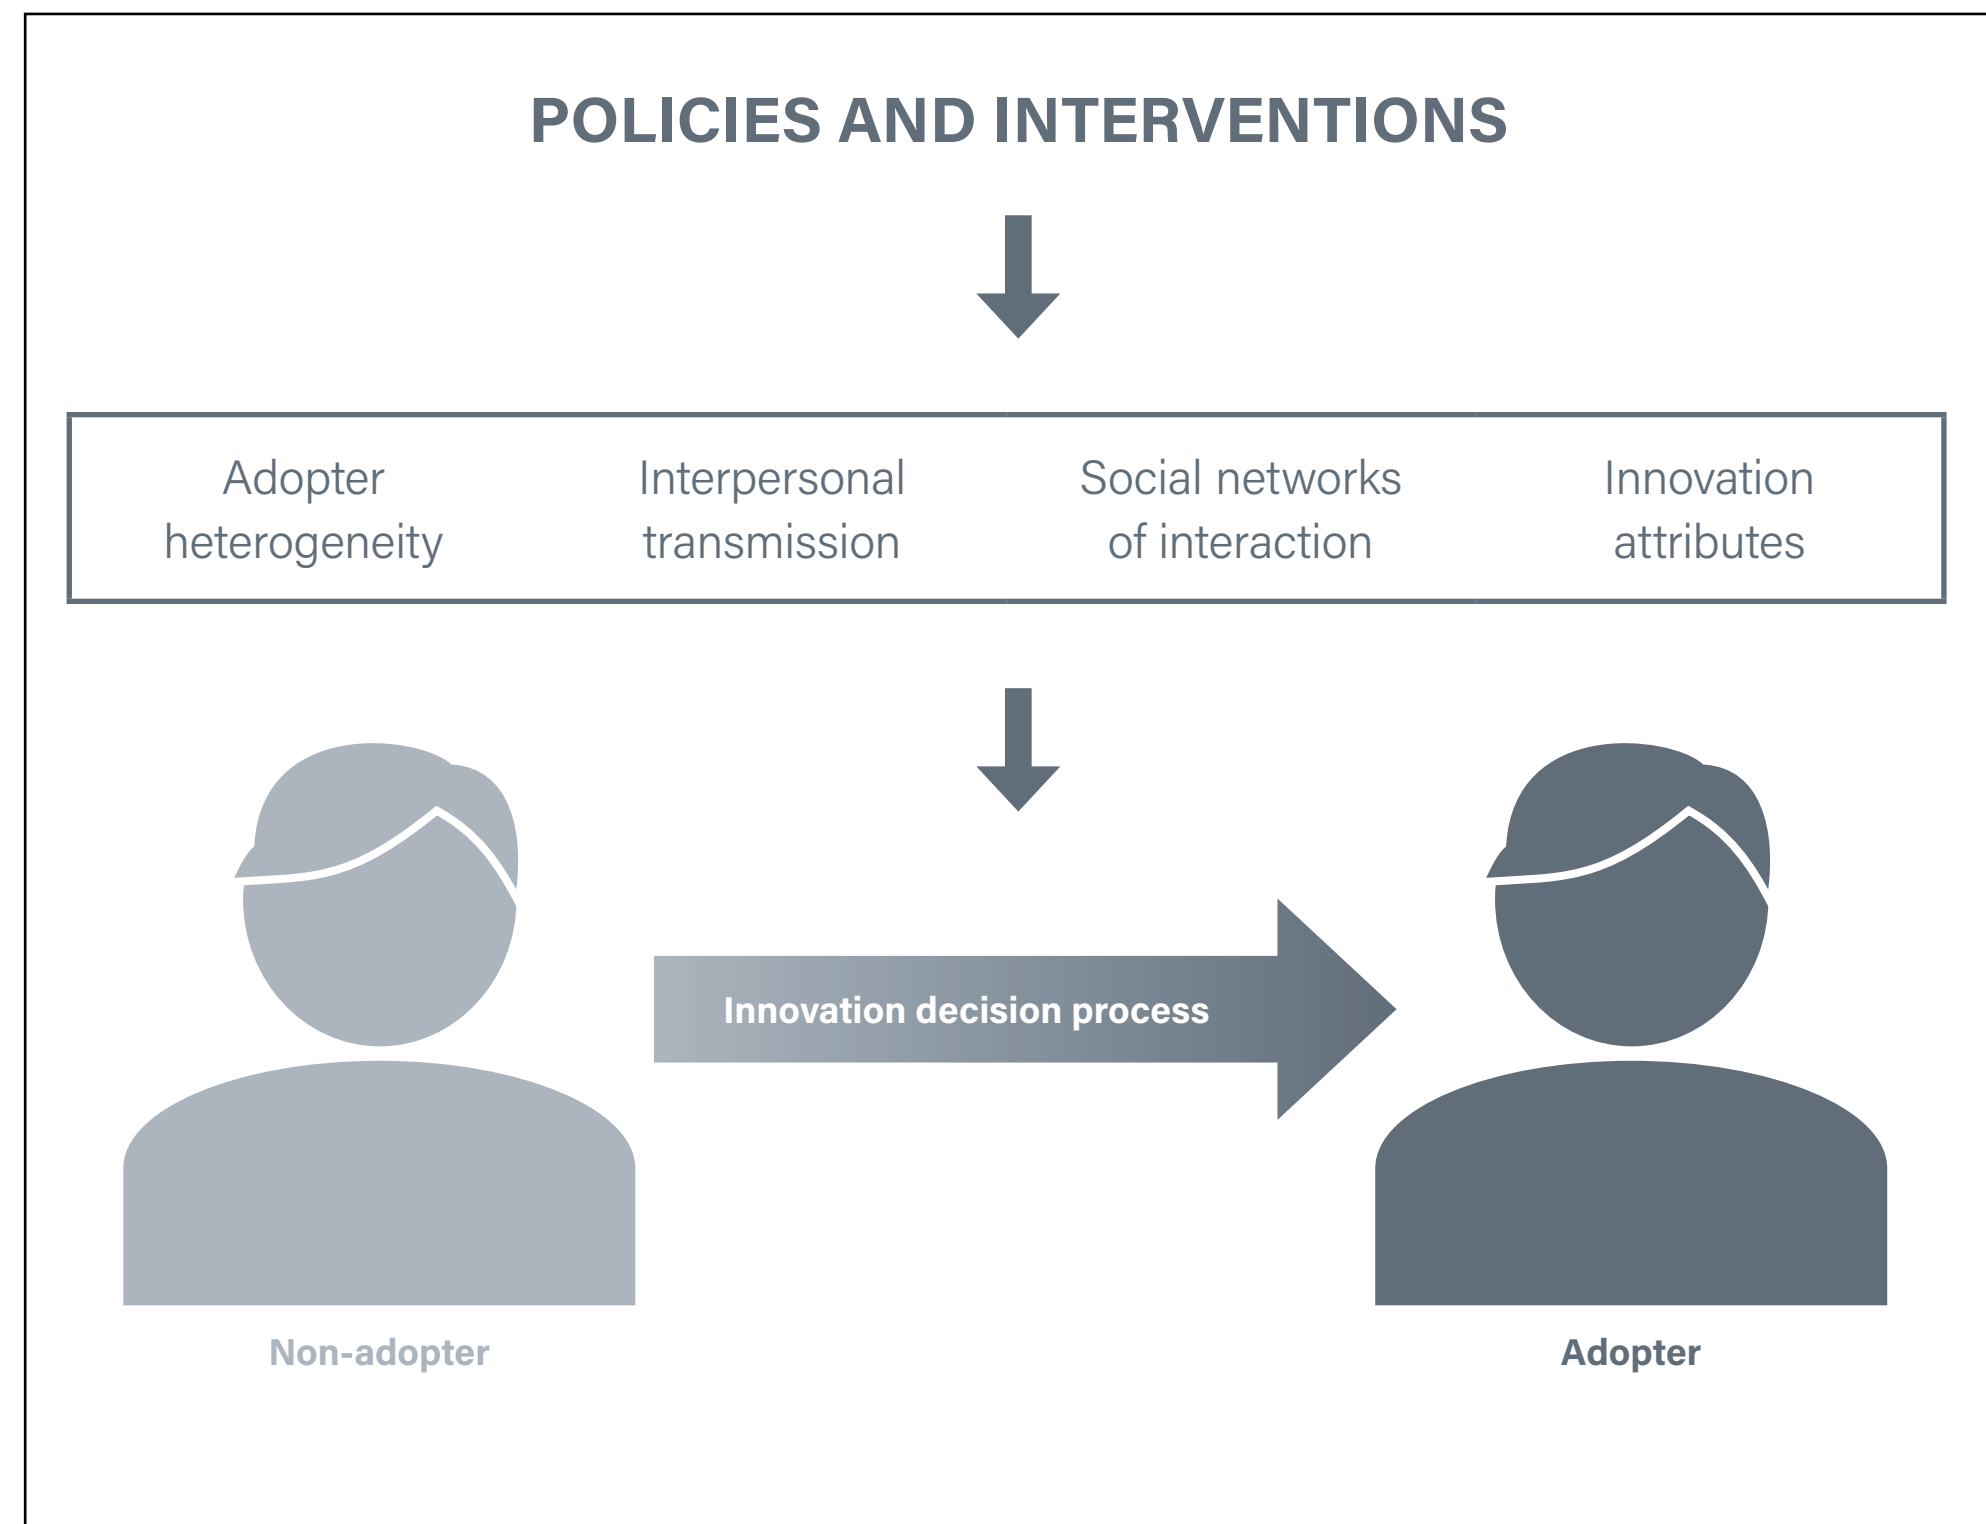 POLICIES AND INTERVENTIONS
Adopter
heterogeneity
Interpersonal
transmission
Social networks
of interaction
Innovation
attributes
Innovation decision process
Non-adopter
Adopter